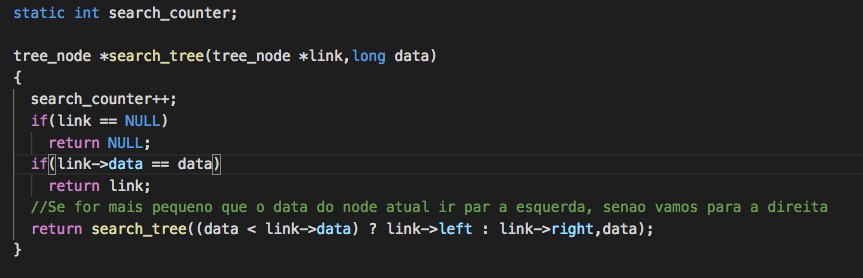 static int search_counter;
tree_node *search_tree(tree_node *link,long data)
{
search_counter++;
if(link == NULL)
return NULL;
if(link->data == data)
return link;
//Se for mais pequeno que o data do node atual ir par a esquerda, senao vamos para a direita
return search_tree((data < link->data) ? link->left : link->right,data);
}